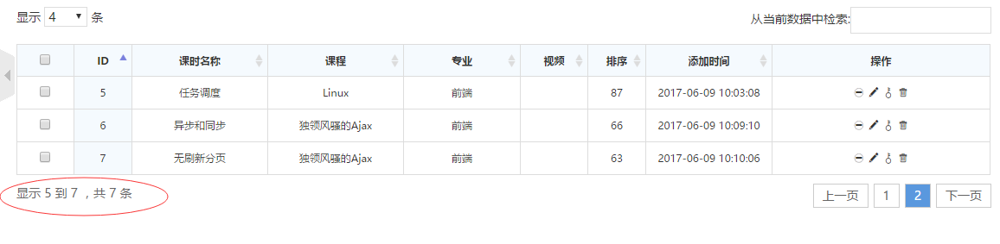 显示 4 条
从当前数据中检索:
ID 课时名称 课程 专业 视频 排序 添加时间 操作
5 任务调度 Linux 前端 87 2017-06-09 10:03:08
6 异步和同步 独领风骚的Ajax 前端 66 2017-06-09 10:09:10
7 无刷新分页 独领风骚的Ajax 前端 63 2017-06-09 10:10:06
显示 5 到 7 ，共 7 条
上一页 1 2 下一页